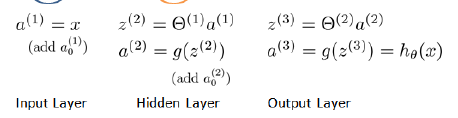 a^{(1)} = x
(add a_0^{(1)})
Input Layer
z^{(2)} = Θ^{(1)}a^{(1)}
a^{(2)} = g(z^{(2)})
(add a_0^{(2)})
Hidden Layer
z^{(3)} = Θ^{(2)}a^{(2)}
a^{(3)} = g(z^{(3)}) = h_θ(x)
Output Layer